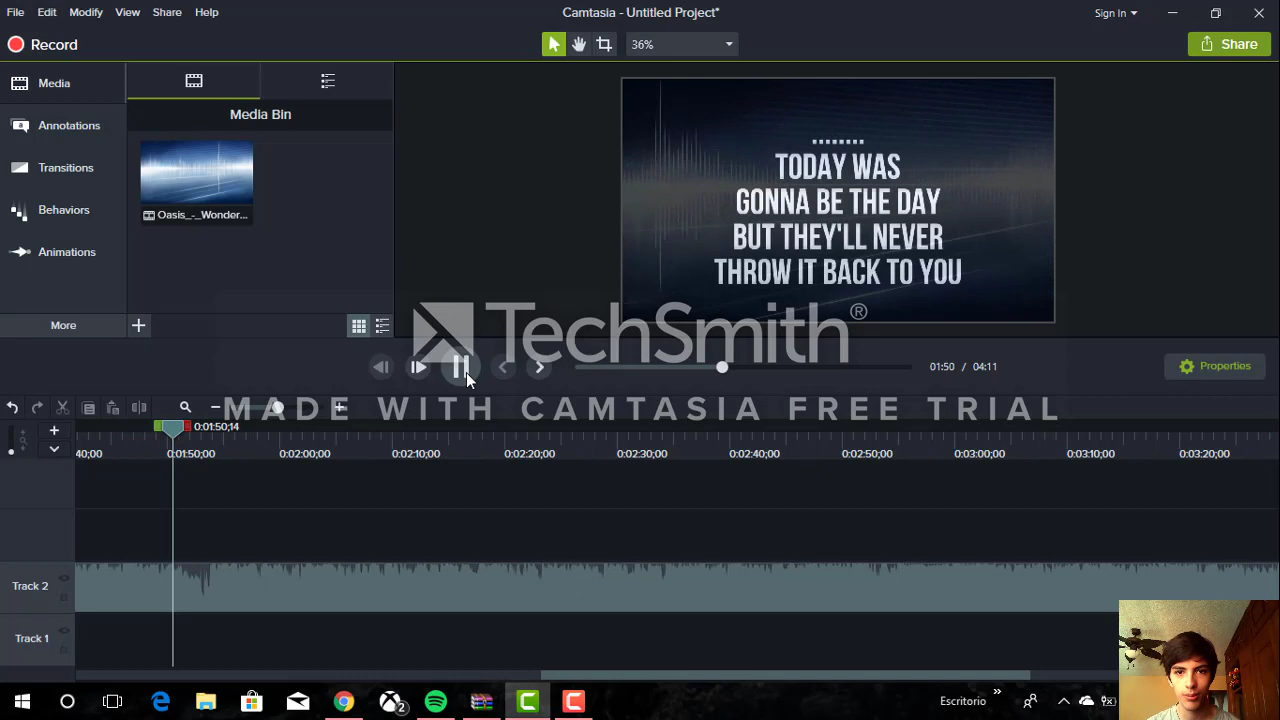 File Edit Modify View Share Help
Camtasia - Untitled Project*
Sign In
Record
36%
Share
Media
Annotations
Transitions
Behaviors
Animations
More
Media Bin
Oasis_-_Wonder...
TODAY WAS
GONNA BE THE DAY
BUT THEY'LL NEVER
THROW IT BACK TO YOU
TechSmith®
01:50 / 04:11
Properties
MADE WITH CAMTASIA FREE TRIAL
0:01:50;14
40;00 0:01:50;00 0:02:00;00 0:02:10;00 0:02:20;00 0:02:30;00 0:02:40;00 0:02:50;00 0:03:00;00 0:03:10;00 0:03:20;00
Track 2
Track 1
2
Escritorio